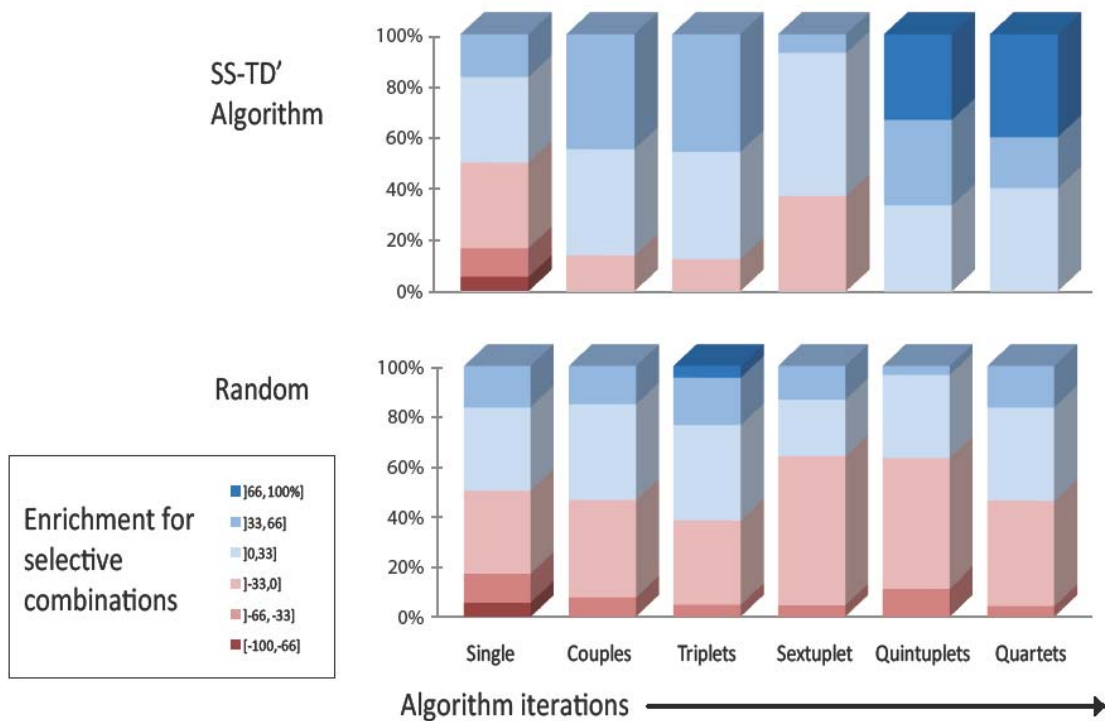 SS-TD'
Algorithm
100%
80%
60%
40%
20%
0%
Random
100%
80%
60%
40%
20%
0%
Enrichment for
selective
combinations
]66,100%]
]33,66]
]0,33]
]-33,0]
]-66,-33]
[-100,-66]
Single Couples Triplets Sextuplet Quintuplets Quartets
Algorithm iterations